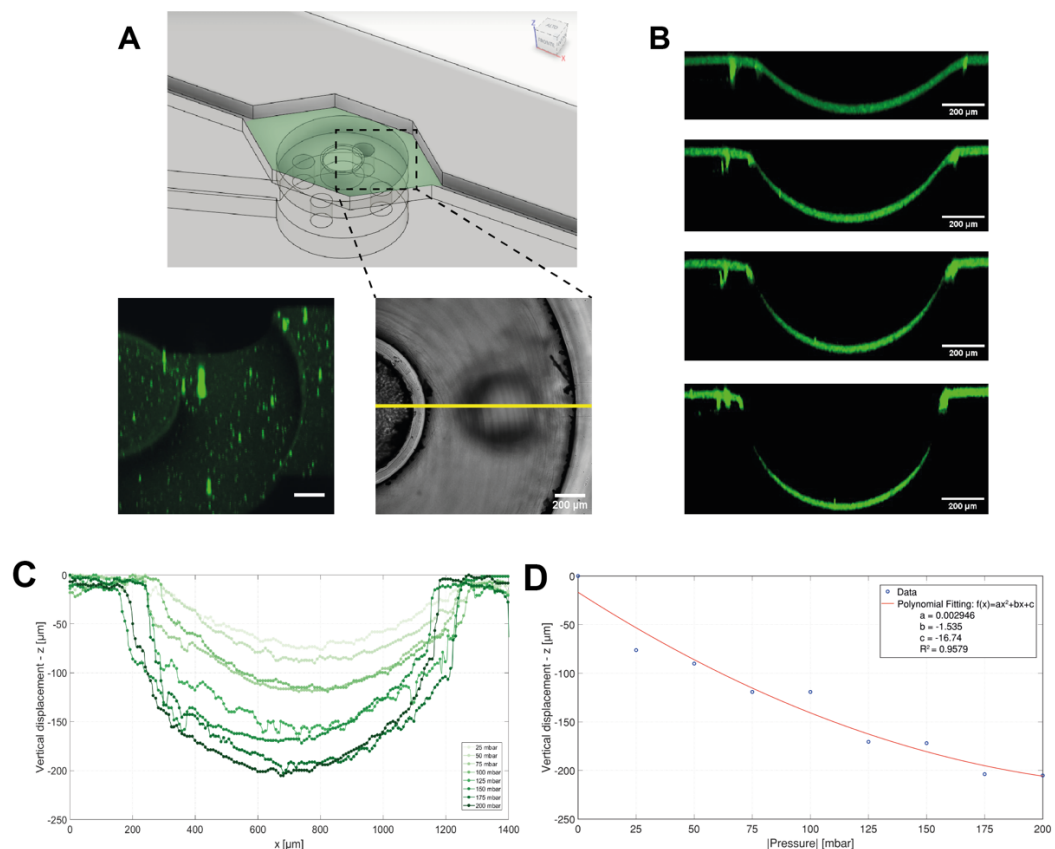 A
Z
X
B
200 µm
200 µm
200 µm
200 µm
200 µm
C
Vertical displacement - z [µm]
0
-50
-100
-150
-200
-250
0
200
400
600
800
1000
1200
1400
x [µm]
25 mbar
50 mbar
75 mbar
100 mbar
125 mbar
150 mbar
175 mbar
200 mbar
D
Vertical displacement - z [µm]
0
-50
-100
-150
-200
-250
0
25
50
75
100
125
150
175
200
|Pressure| [mbar]
Data
Polynomial Fitting: f(x)=ax²+bx+c
a = 0.002946
b = -1.535
c = -16.74
R² = 0.9579